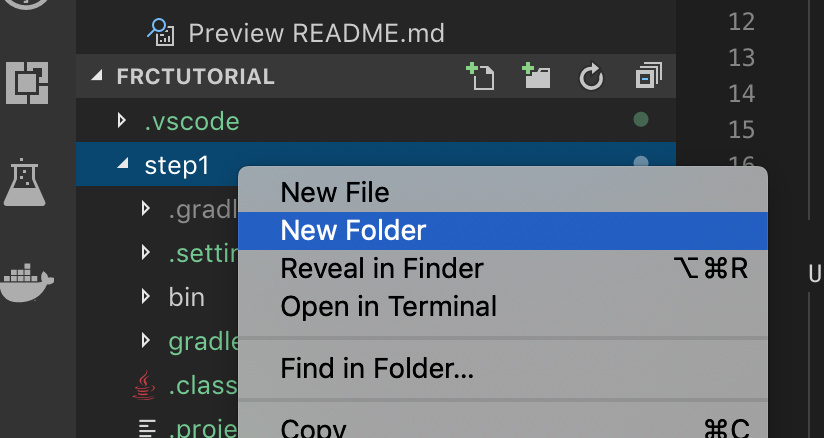 Preview README.md
FRCTUTORIAL
.vscode
step1
.gradl
.settin
bin
gradle
.class
.proje
New File
New Folder
Reveal in Finder ⌥⌘R
Open in Terminal
Find in Folder...
Copy ⌘C
12
13
14
15
16
U